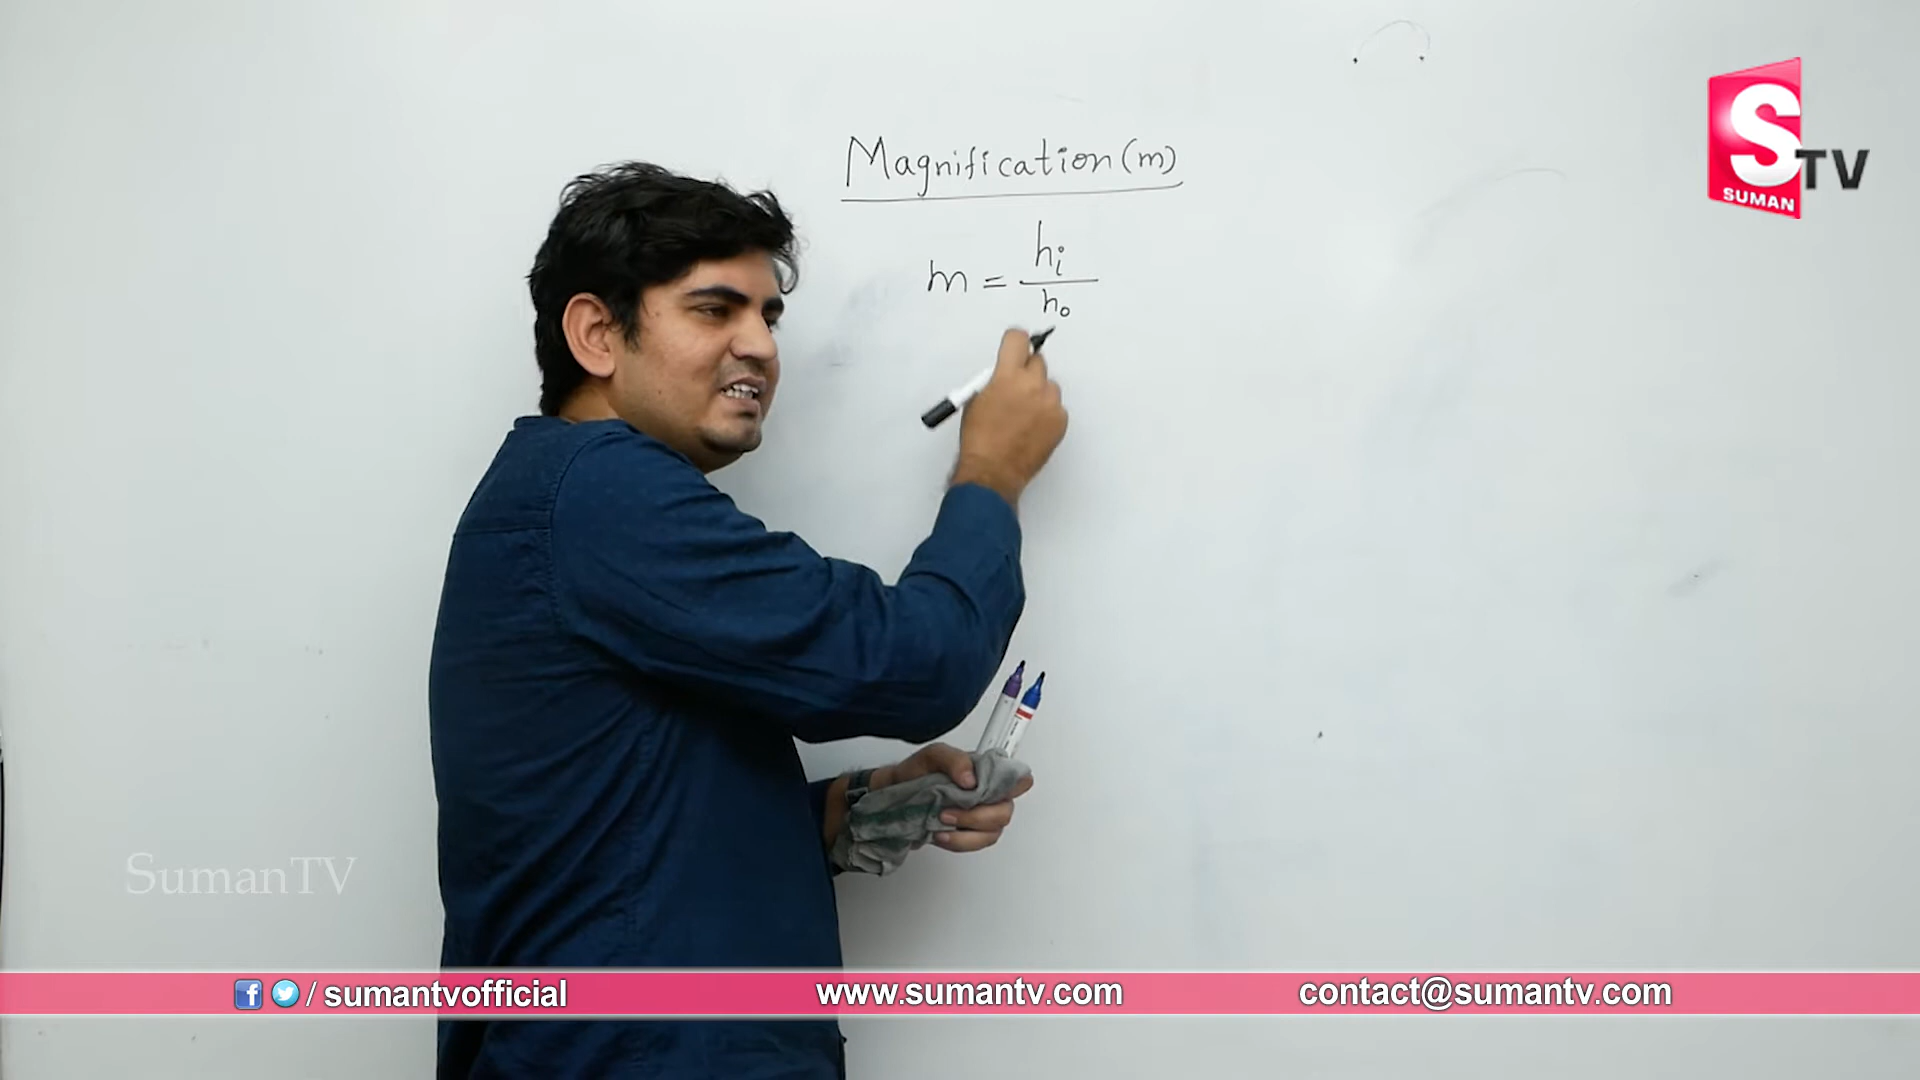 Magnification (m)
m = hi / ho
S
SUMAN TV
SumanTV
/ sumantvofficial
www.sumantv.com
contact@sumantv.com